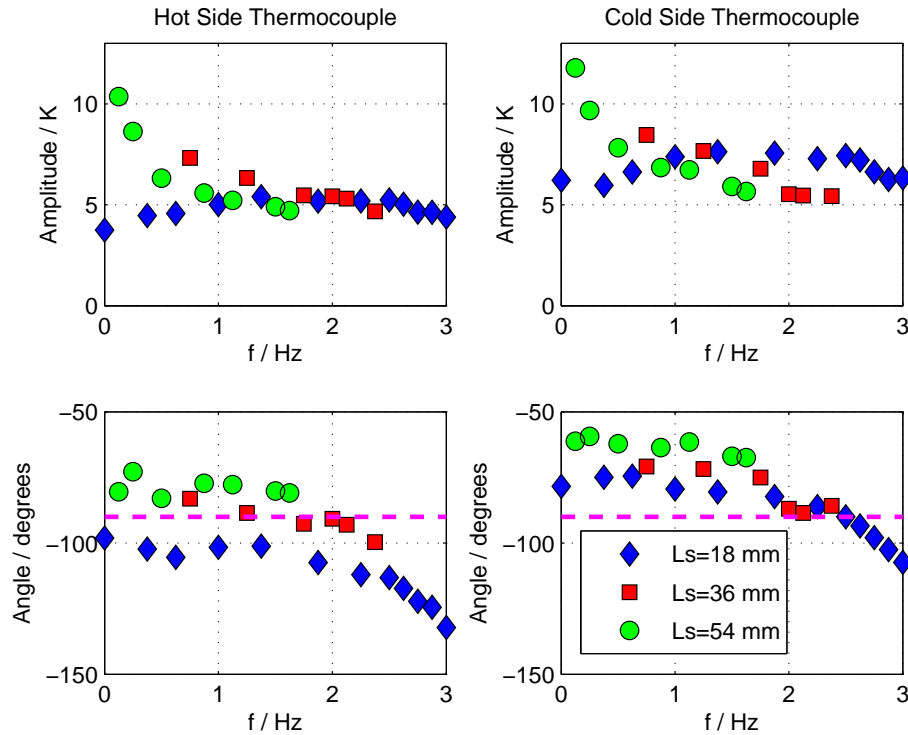 Hot Side Thermocouple
Cold Side Thermocouple
Amplitude / K
10
5
0
0 1 2 3
f / Hz
Amplitude / K
10
5
0
0 1 2 3
f / Hz
Angle / degrees
−50
−100
−150
0 1 2 3
f / Hz
Angle / degrees
−50
−100
−150
0 1 2 3
f / Hz
Ls=18 mm
Ls=36 mm
Ls=54 mm